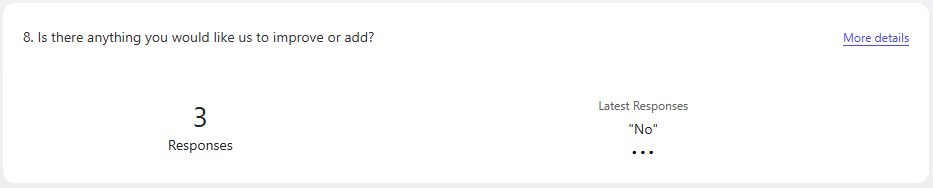 8. Is there anything you would like us to improve or add?
More details
3
Responses
Latest Responses
"No"
...